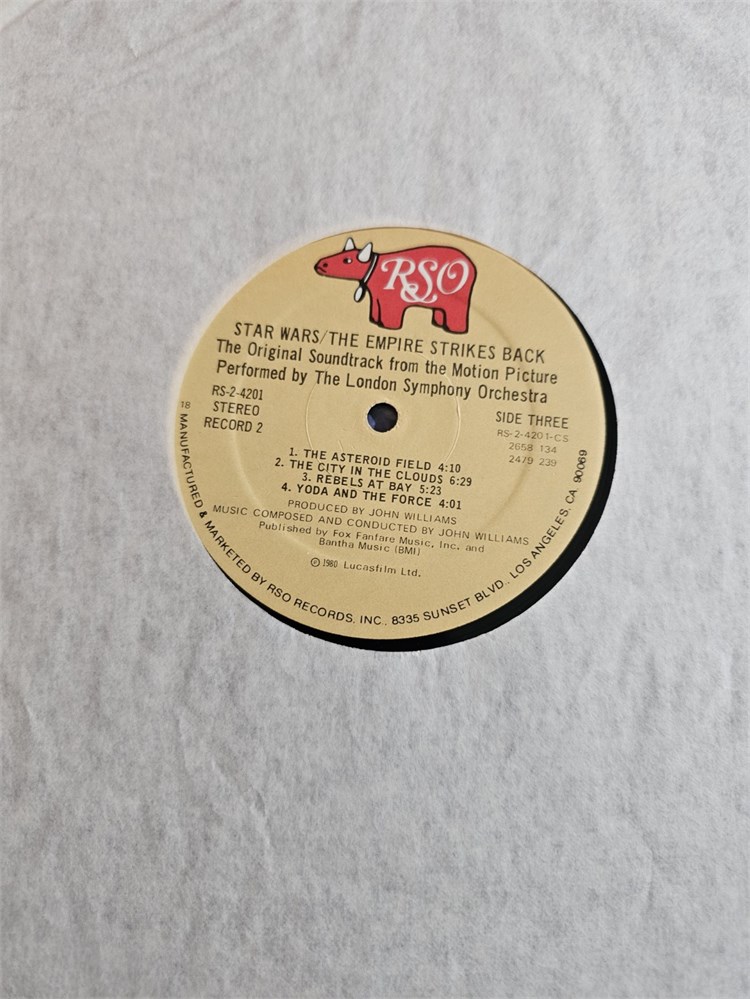 RSO
STAR WARS/THE EMPIRE STRIKES BACK
The Original Soundtrack from the Motion Picture
Performed by The London Symphony Orchestra
RS-2-4201
STEREO
RECORD 2
SIDE THREE
RS-2-4201-CS
2658 134
2479 239
18
1. THE ASTEROID FIELD 4:10
2. THE CITY IN THE CLOUDS 6:29
3. REBELS AT BAY 5:23
4. YODA AND THE FORCE 4:01
PRODUCED BY JOHN WILLIAMS
MUSIC COMPOSED AND CONDUCTED BY JOHN WILLIAMS
Published by Fox Fanfare Music, Inc. and
Bantha Music (BMI)
℗ 1980 Lucasfilm Ltd.
MANUFACTURED & MARKETED BY RSO RECORDS, INC., 8335 SUNSET BLVD., LOS ANGELES, CA 90069